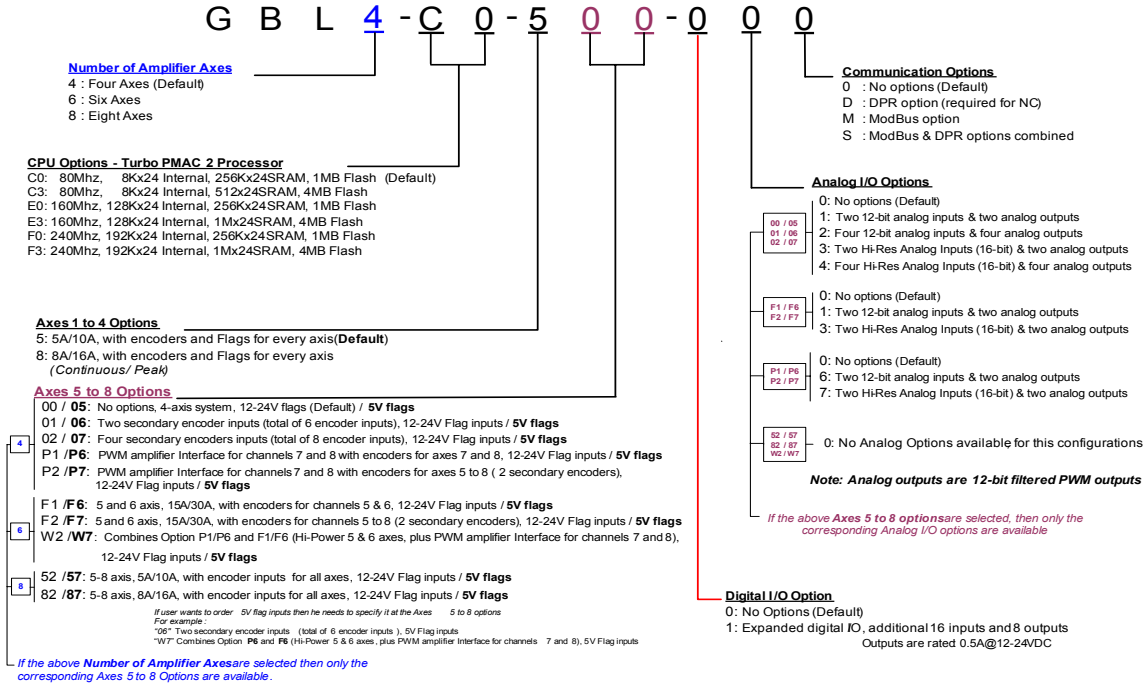 G B L 4 - C 0 - 5 0 0 - 0 0 0
Number of Amplifier Axes
4 : Four Axes (Default)
6 : Six Axes
8 : Eight Axes
CPU Options - Turbo PMAC 2 Processor
C0: 80Mhz, 8Kx24 Internal, 256Kx24SRAM, 1MB Flash (Default)
C3: 80Mhz, 8Kx24 Internal, 512x24SRAM, 4MB Flash
E0: 160Mhz, 128Kx24 Internal, 256Kx24SRAM, 1MB Flash
E3: 160Mhz, 128Kx24 Internal, 1Mx24SRAM, 4MB Flash
F0: 240Mhz, 192Kx24 Internal, 256Kx24SRAM, 1MB Flash
F3: 240Mhz, 192Kx24 Internal, 1Mx24SRAM, 4MB Flash
Axes 1 to 4 Options
5: 5A/10A, with encoders and Flags for every axis(Default)
8: 8A/16A, with encoders and Flags for every axis
(Continuous/ Peak)
Axes 5 to 8 Options
4
00 / 05: No options, 4-axis system, 12-24V flags (Default) / 5V flags
01 / 06: Two secondary encoder inputs (total of 6 encoder inputs), 12-24V Flag inputs / 5V flags
02 / 07: Four secondary encoders inputs (total of 8 encoder inputs), 12-24V Flag inputs / 5V flags
P1 /P6: PWM amplifier Interface for channels 7 and 8 with encoders for axes 7 and 8, 12-24V Flag inputs / 5V flags
P2 /P7: PWM amplifier Interface for channels 7 and 8 with encoders for axes 5 to 8 ( 2 secondary encoders),
12-24V Flag inputs / 5V flags
6
F1 /F6: 5 and 6 axis, 15A/30A, with encoders for channels 5 & 6, 12-24V Flag inputs / 5V flags
F2 /F7: 5 and 6 axis, 15A/30A, with encoders for channels 5 to 8 (2 secondary encoders), 12-24V Flag inputs / 5V flags
W2 /W7: Combines Option P1/P6 and F1/F6 (Hi-Power 5 & 6 axes, plus PWM amplifier Interface for channels 7 and 8),
12-24V Flag inputs / 5V flags
8
52 /57: 5-8 axis, 5A/10A, with encoder inputs for all axes, 12-24V Flag inputs / 5V flags
82 /87: 5-8 axis, 8A/16A, with encoder inputs for all axes, 12-24V Flag inputs / 5V flags
If user wants to order 5V flag inputs then he needs to specify it at the Axes 5 to 8 options
For example :
"06" Two secondary encoder inputs (total of 6 encoder inputs ), 5V Flag inputs
"W7" Combines Option P6 and F6 (Hi-Power 5 & 6 axes, plus PWM amplifier Interface for channels 7 and 8), 5V Flag inputs
If the above Number of Amplifier Axesare selected then only the
corresponding Axes 5 to 8 Options are available.
Communication Options
0 : No options (Default)
D : DPR option (required for NC)
M : ModBus option
S : ModBus & DPR options combined
Analog I/O Options
00 / 05
01 / 06
02 / 07
0: No options (Default)
1: Two 12-bit analog inputs & two analog outputs
2: Four 12-bit analog inputs & four analog outputs
3: Two Hi-Res Analog Inputs (16-bit) & two analog outputs
4: Four Hi-Res Analog Inputs (16-bit) & four analog outputs
F1 / F6
F2 / F7
0: No options (Default)
1: Two 12-bit analog inputs & two analog outputs
3: Two Hi-Res Analog Inputs (16-bit) & two analog outputs
P1 / P6
P2 / P7
0: No options (Default)
6: Two 12-bit analog inputs & two analog outputs
7: Two Hi-Res Analog Inputs (16-bit) & two analog outputs
52 / 57
82 / 87
W2 / W7
0: No Analog Options available for this configurations
Note: Analog outputs are 12-bit filtered PWM outputs
If the above Axes 5 to 8 optionsare selected, then only the
corresponding Analog I/O options are available
Digital I/O Option
0: No Options (Default)
1: Expanded digital IO, additional 16 inputs and 8 outputs
Outputs are rated 0.5A@12-24VDC